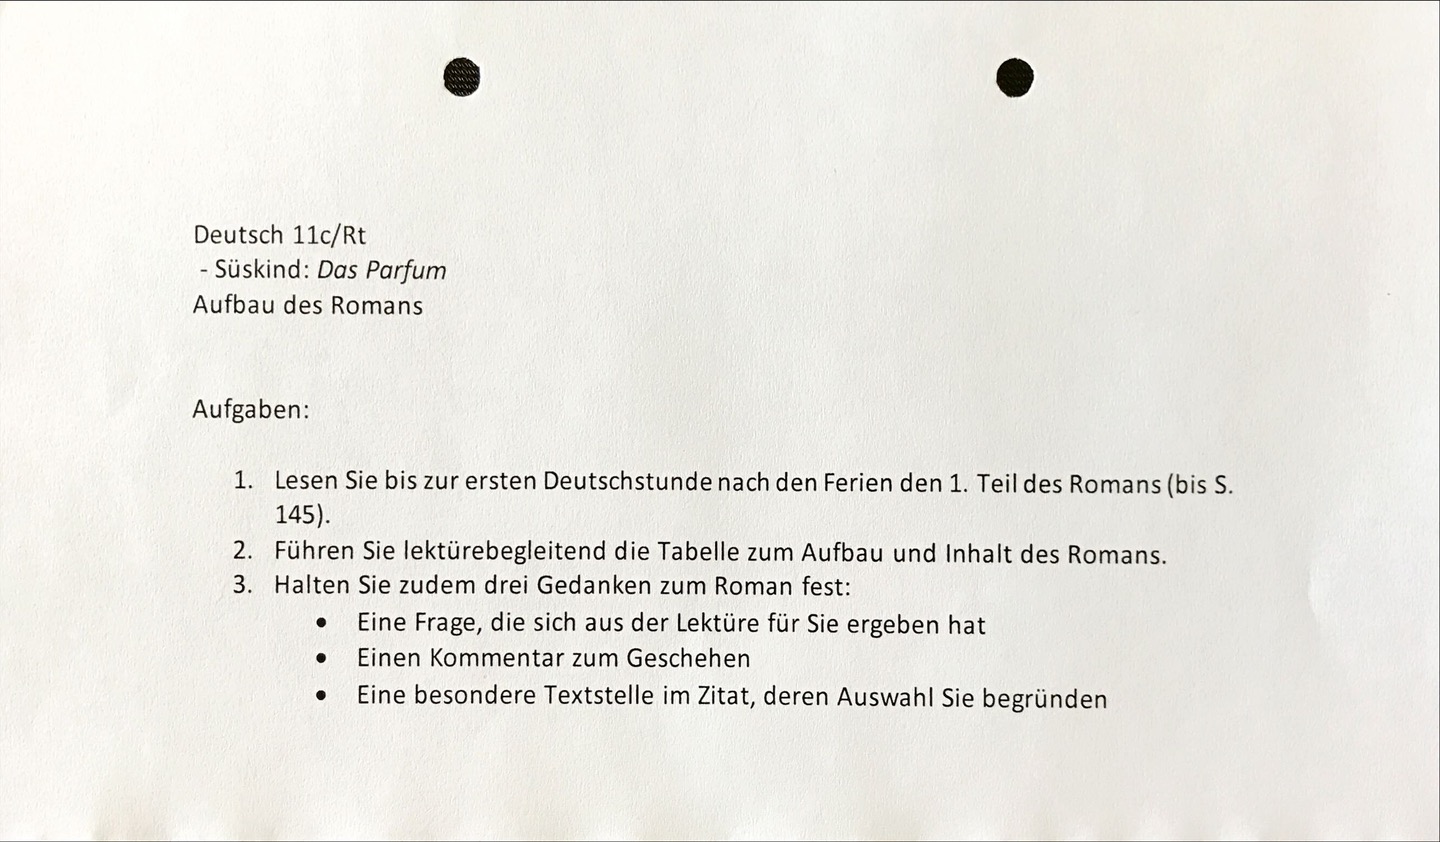 Deutsch 11c/Rt
- Süskind: Das Parfum
Aufbau des Romans
Aufgaben:
1. Lesen Sie bis zur ersten Deutschstunde nach den Ferien den 1. Teil des Romans (bis S.
145).
2. Führen Sie lektürebegleitend die Tabelle zum Aufbau und Inhalt des Romans.
3. Halten Sie zudem drei Gedanken zum Roman fest:
• Eine Frage, die sich aus der Lektüre für Sie ergeben hat
• Einen Kommentar zum Geschehen
• Eine besondere Textstelle im Zitat, deren Auswahl Sie begründen